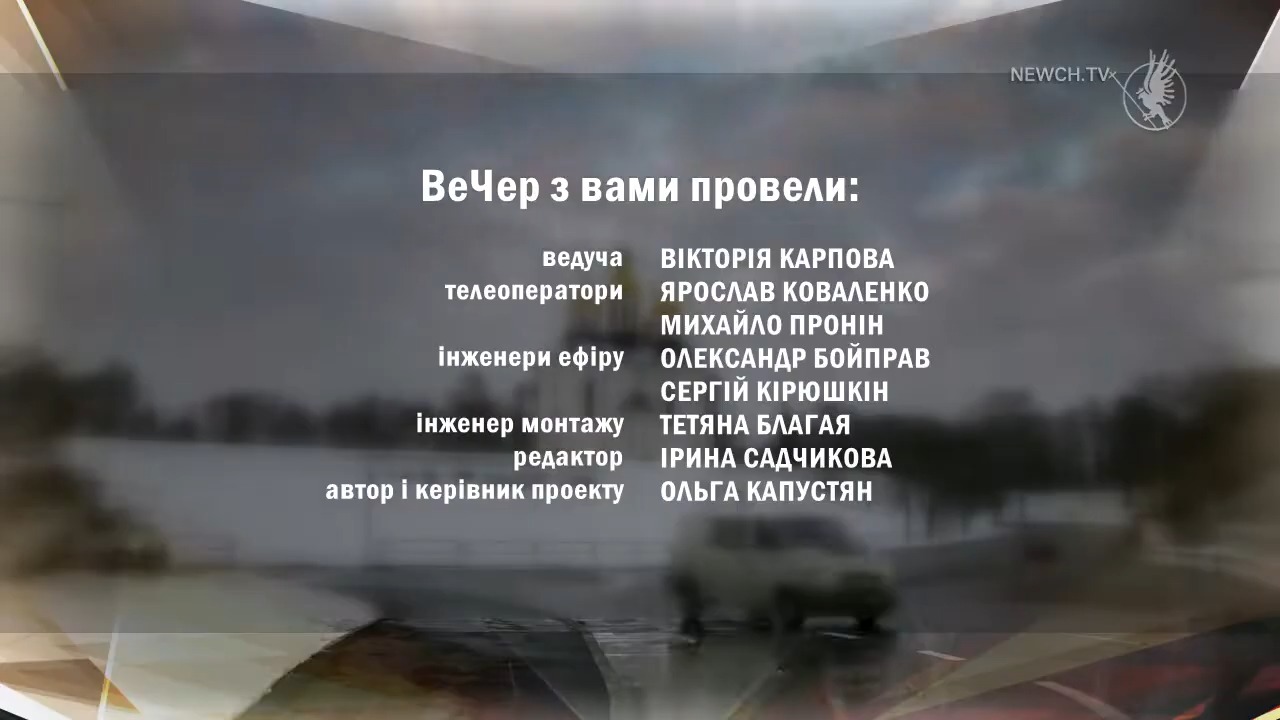 NEWCH.TV
ВеЧер з вами провели:
ведуча ВІКТОРІЯ КАРПОВА
телеоператори ЯРОСЛАВ КОВАЛЕНКО
МИХАЙЛО ПРОНІН
інженери ефіру ОЛЕКСАНДР БОЙПРАВ
СЕРГІЙ КІРЮШКІН
інженер монтажу ТЕТЯНА БЛАГАЯ
редактор ІРИНА САДЧИКОВА
автор і керівник проекту ОЛЬГА КАПУСТЯН